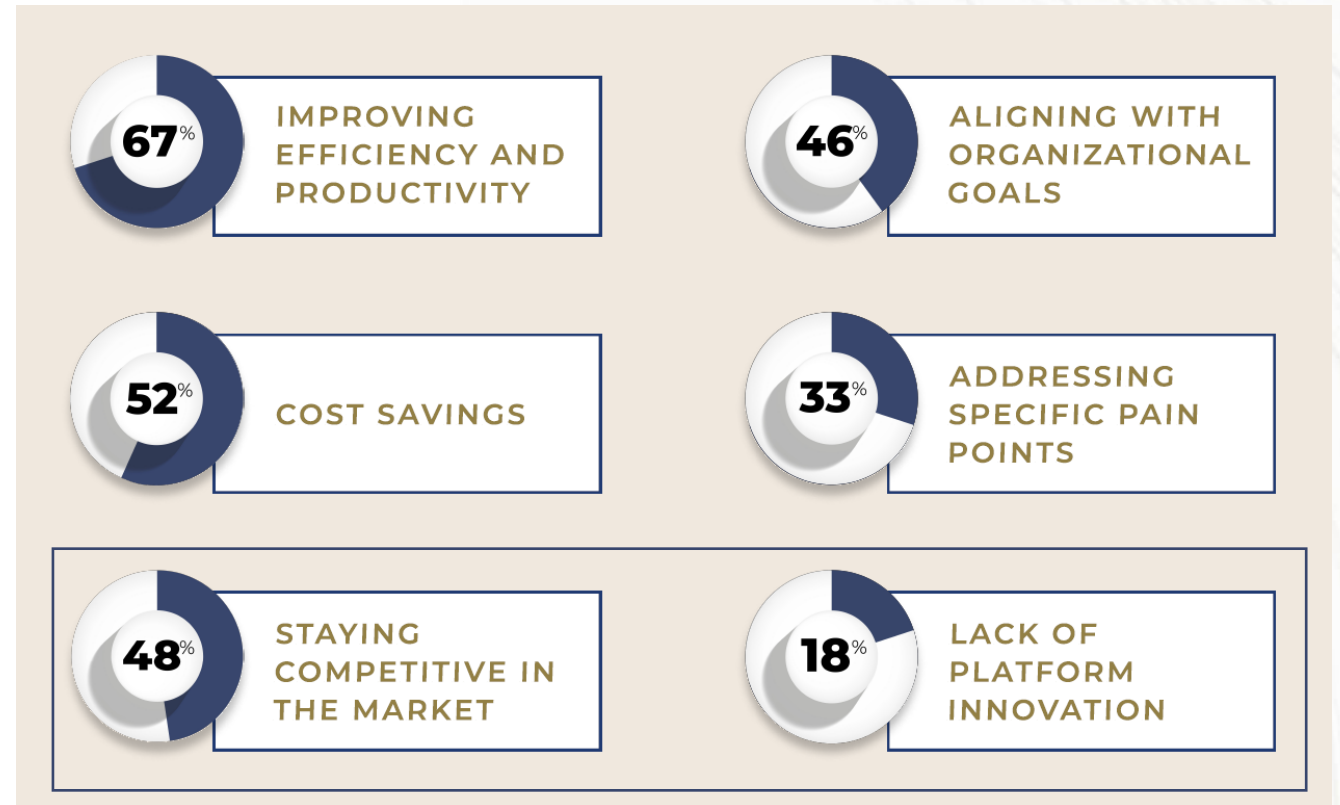 67%
IMPROVING
EFFICIENCY AND
PRODUCTIVITY
46%
ALIGNING WITH
ORGANIZATIONAL
GOALS
52%
COST SAVINGS
33%
ADDRESSING
SPECIFIC PAIN
POINTS
48%
STAYING
COMPETITIVE IN
THE MARKET
18%
LACK OF
PLATFORM
INNOVATION